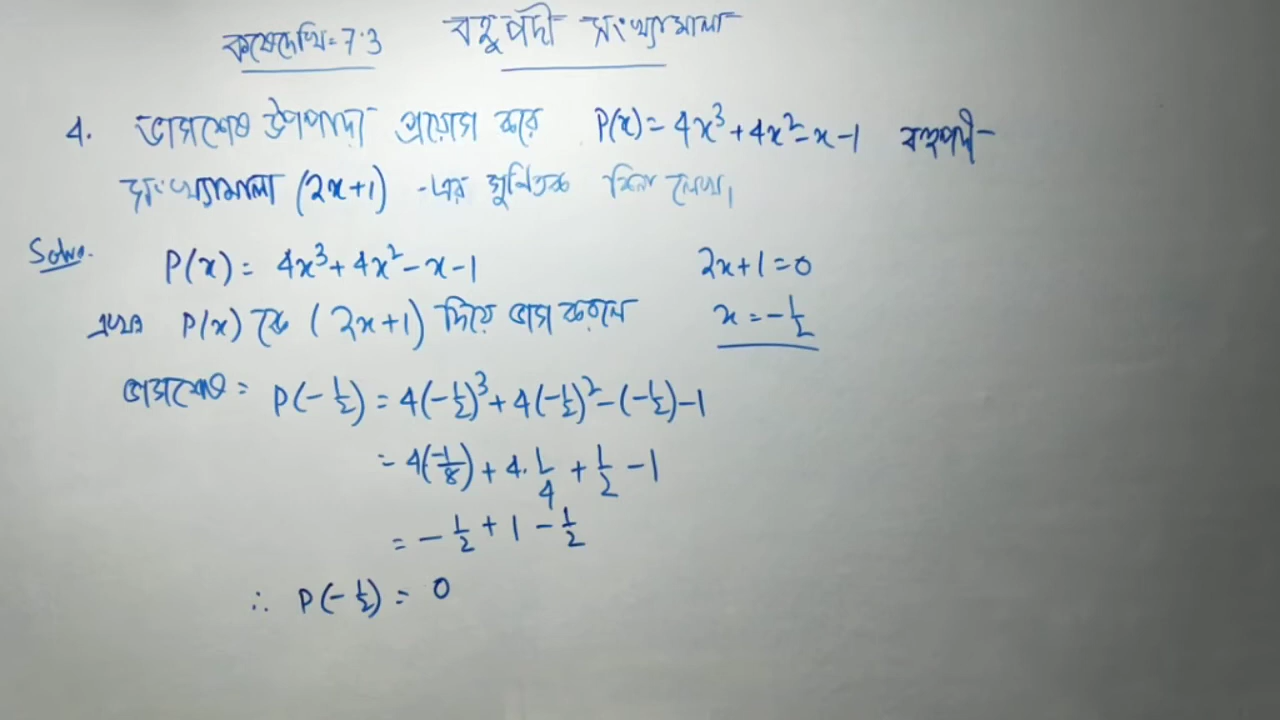 কষেদেখি=7.3 বহুপদী সংখ্যামালা
4. ভাগশেষ উপপাদ্য প্রয়োগ করে P(x)=4x³+4x²-x-1 বহুপদী-
সংখ্যামালা (2x+1) -এর গুণিতক কিনা লেখো।
Solve. P(x)= 4x³+4x²-x-1 2x+1=0
এখন P(x) কে (2x+1) দিয়ে ভাগ করলে x=-1/2
ভাগশেষ= P(-1/2) = 4(-1/2)³+4(-1/2)²-(-1/2)-1
= 4(-1/8)+4.1/4+1/2-1
= -1/2+1-1/2
∴ P(-1/2)= 0